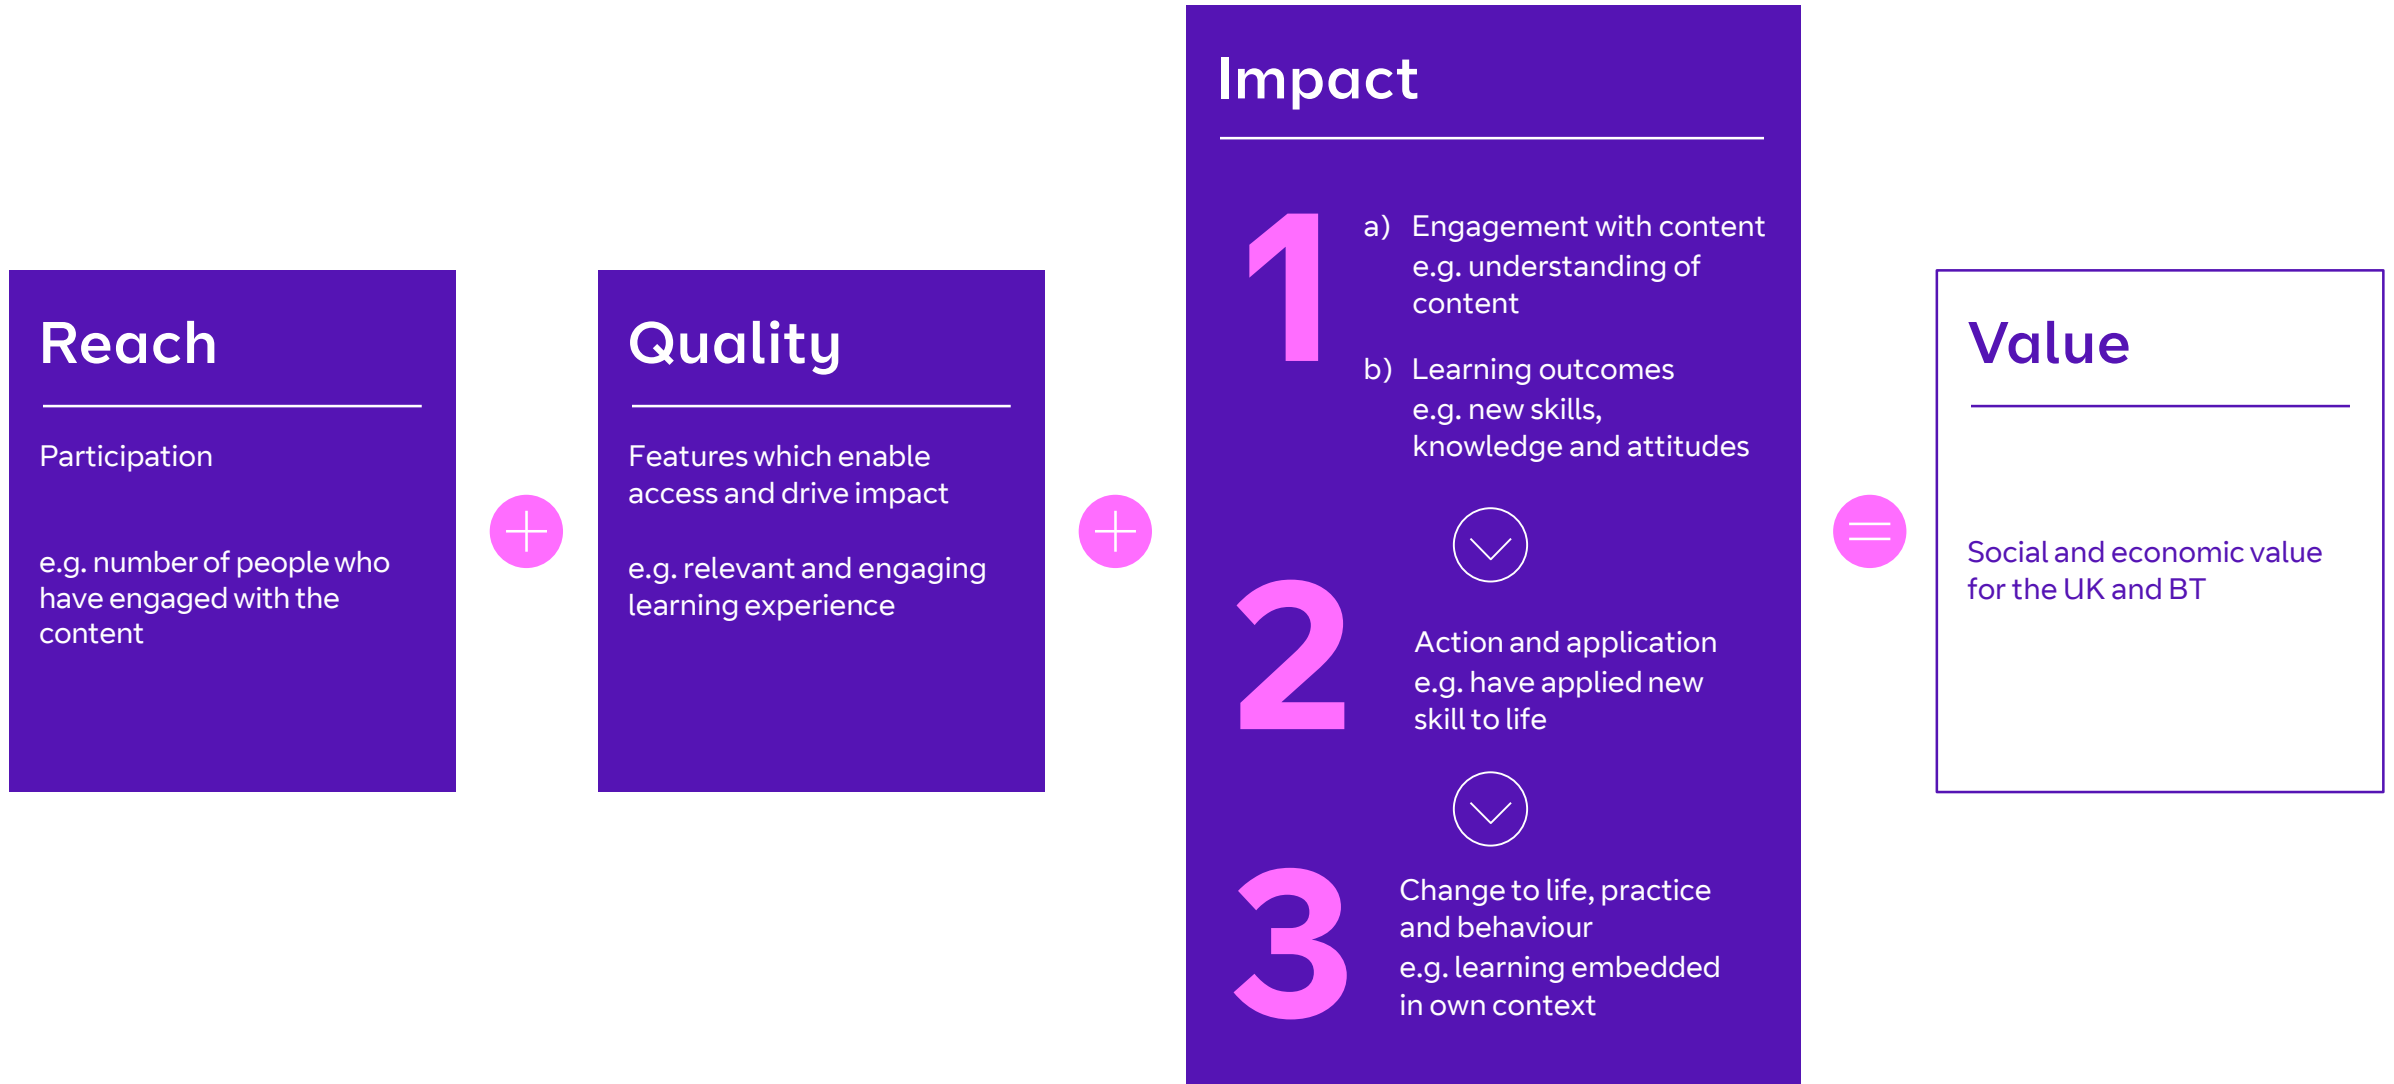 Reach
Participation
e.g. number of people who
have engaged with the
content
+
Quality
Features which enable
access and drive impact
e.g. relevant and engaging
learning experience
+
Impact
1
a) Engagement with content
e.g. understanding of
content
b) Learning outcomes
e.g. new skills,
knowledge and attitudes
2
Action and application
e.g. have applied new
skill to life
3
Change to life, practice
and behaviour
e.g. learning embedded
in own context
=
Value
Social and economic value
for the UK and BT